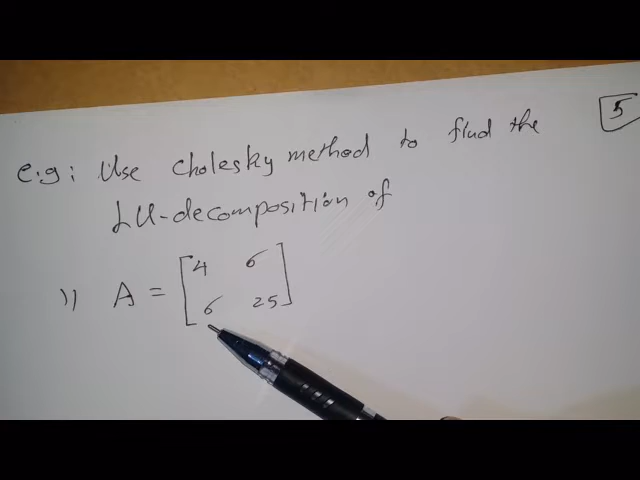 5
e.g: Use Cholesky method to find the
LU-decomposition of
1) A = [4 6
6 25]